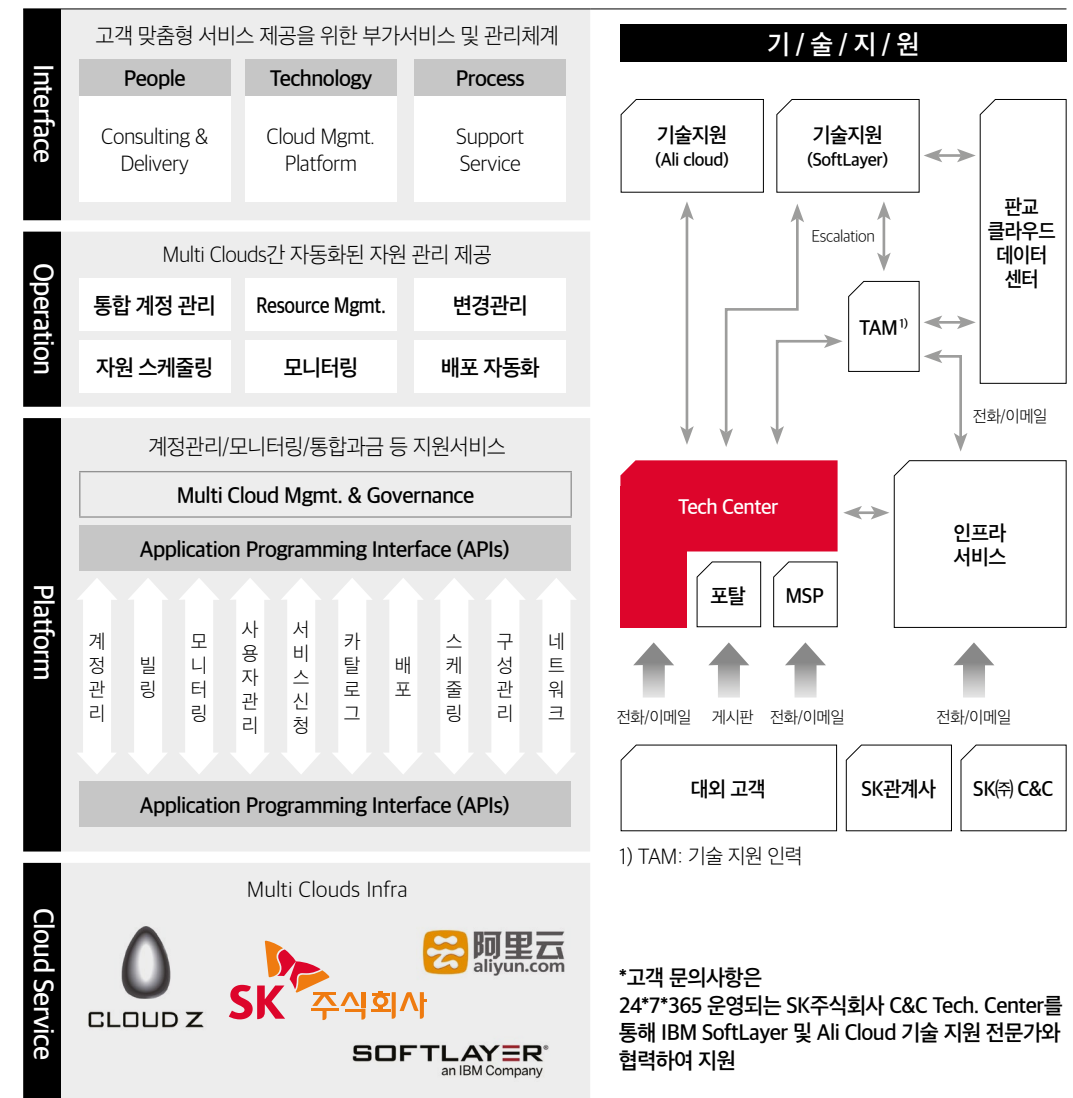 Interface
고객 맞춤형 서비스 제공을 위한 부가서비스 및 관리체계
People
Technology
Process
Consulting &
Delivery
Cloud Mgmt.
Platform
Support
Service
Operation
Multi Clouds간 자동화된 자원 관리 제공
통합 계정 관리
Resource Mgmt.
변경관리
자원 스케줄링
모니터링
배포 자동화
Platform
계정관리/모니터링/통합과금 등 지원서비스
Multi Cloud Mgmt. & Governance
Application Programming Interface (APIs)
계정관리
빌링
모니터링
사용자관리
서비스신청
카탈로그
배포
스케줄링
구성관리
네트워크
Application Programming Interface (APIs)
Cloud Service
Multi Clouds Infra
CLOUD Z
SK 주식회사
阿里云
aliyun.com
SOFTLAYER®
an IBM Company
기/술/지/원
기술지원
(Ali cloud)
기술지원
(SoftLayer)
판교
클라우드
데이터
센터
Escalation
TAM1)
전화/이메일
Tech Center
인프라
서비스
포탈
MSP
전화/이메일
게시판
전화/이메일
전화/이메일
대외 고객
SK관계사
SK㈜ C&C
1) TAM: 기술 지원 인력
*고객 문의사항은
24*7*365 운영되는 SK주식회사 C&C Tech. Center를
통해 IBM SoftLayer 및 Ali Cloud 기술 지원 전문가와
협력하여 지원